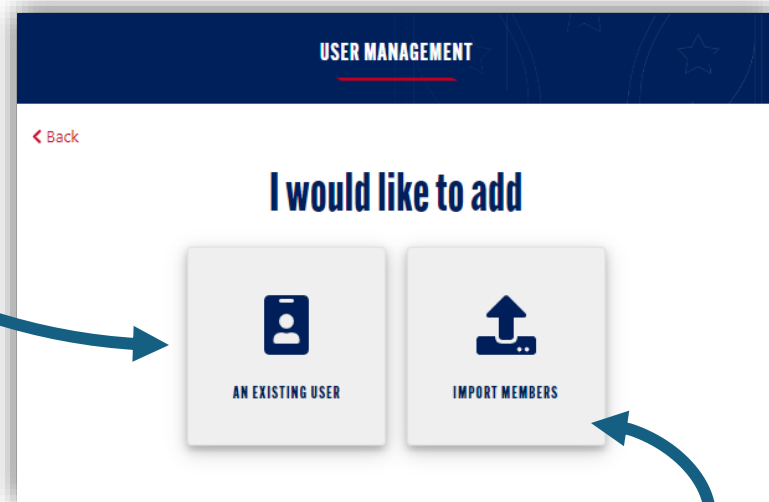 USER MANAGEMENT
Back
I would like to add
AN EXISTING USER
IMPORT MEMBERS